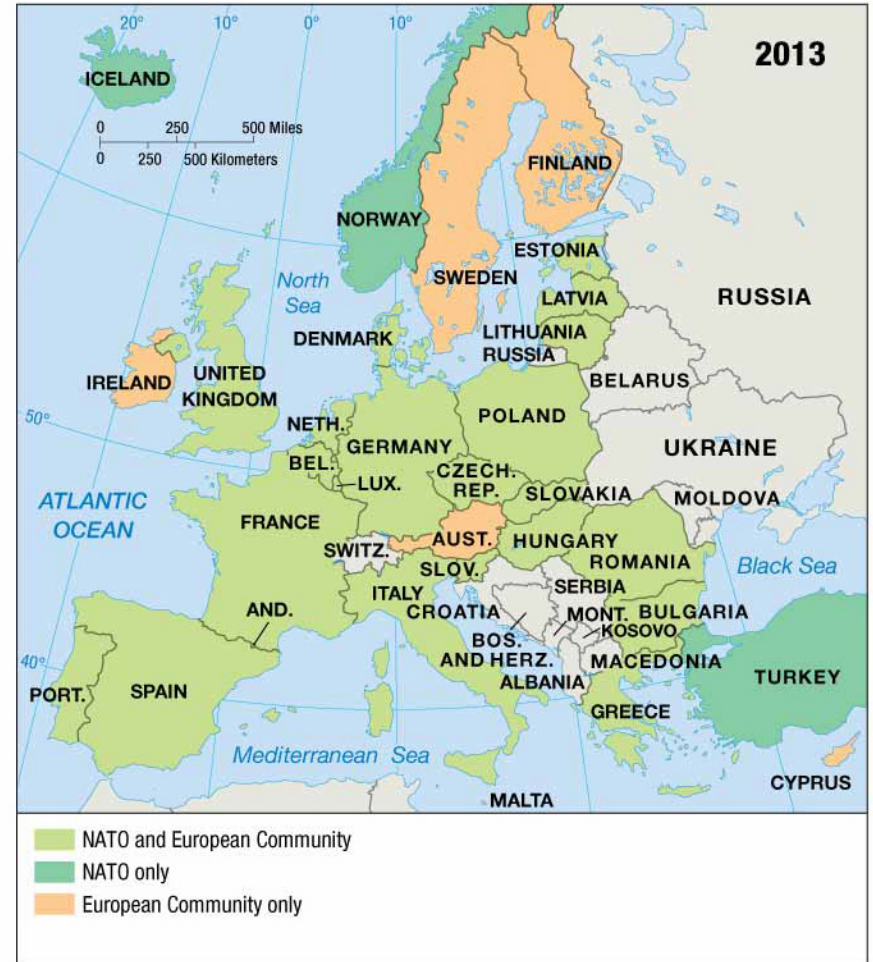 20°
0°
10°
10°
2013
ICELAND
0 250 500 Miles
0 250 500 Kilometers
FINLAND
NORWAY
ESTONIA
North
Sea
SWEDEN
LATVIA
RUSSIA
DENMARK
LITHUANIA
RUSSIA
IRELAND
UNITED
KINGDOM
BELARUS
50°
NETH.
POLAND
GERMANY
UKRAINE
BEL.
LUX.
CZECH.
REP.
SLOVAKIA
MOLDOVA
ATLANTIC
OCEAN
FRANCE
SWITZ.
AUST.
HUNGARY
ROMANIA
Black Sea
SLOV.
ITALY
SERBIA
CROATIA
AND.
MONT.
BULGARIA
KOSOVO
BOS.
AND HERZ.
MACEDONIA
40°
ALBANIA
TURKEY
PORT.
SPAIN
GREECE
Mediterranean Sea
CYPRUS
MALTA
NATO and European Community
NATO only
European Community only